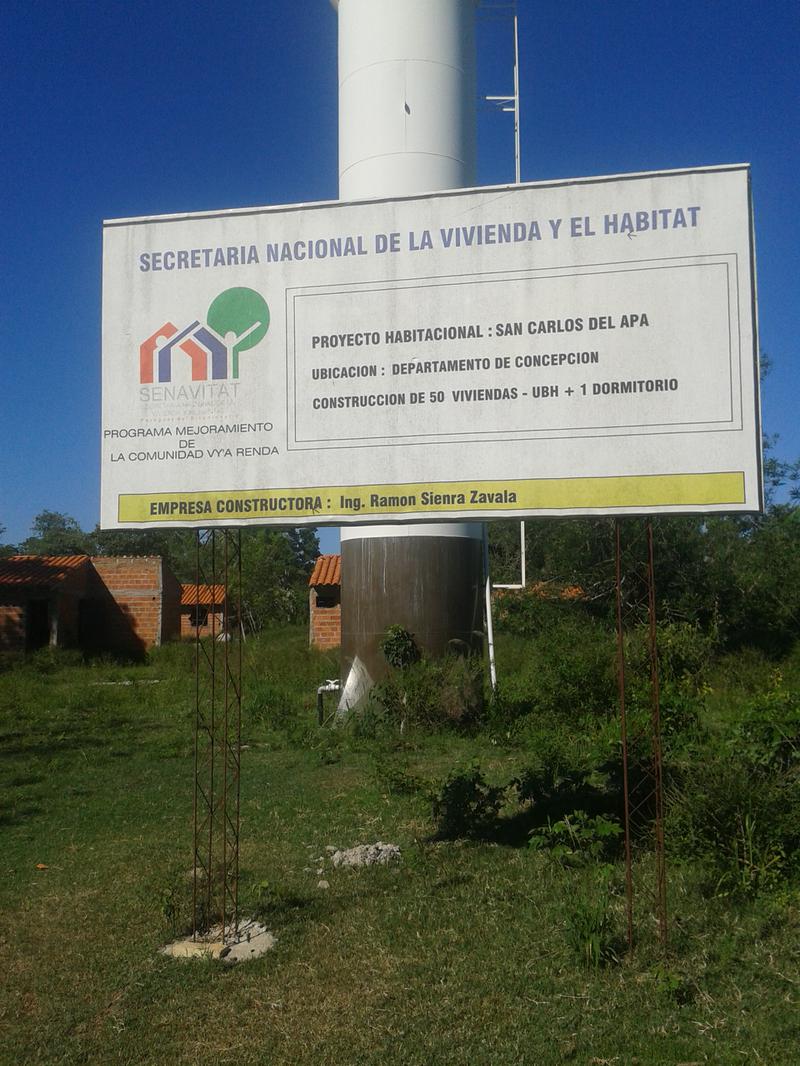 SECRETARIA NACIONAL DE LA VIVIENDA Y EL HABITAT
SENAVITAT
PROGRAMA MEJORAMIENTO
DE
LA COMUNIDAD VY'A RENDA
PROYECTO HABITACIONAL : SAN CARLOS DEL APA
UBICACION : DEPARTAMENTO DE CONCEPCION
CONSTRUCCION DE 50 VIVIENDAS - UBH + 1 DORMITORIO
EMPRESA CONSTRUCTORA : Ing. Ramon Sienra Zavala